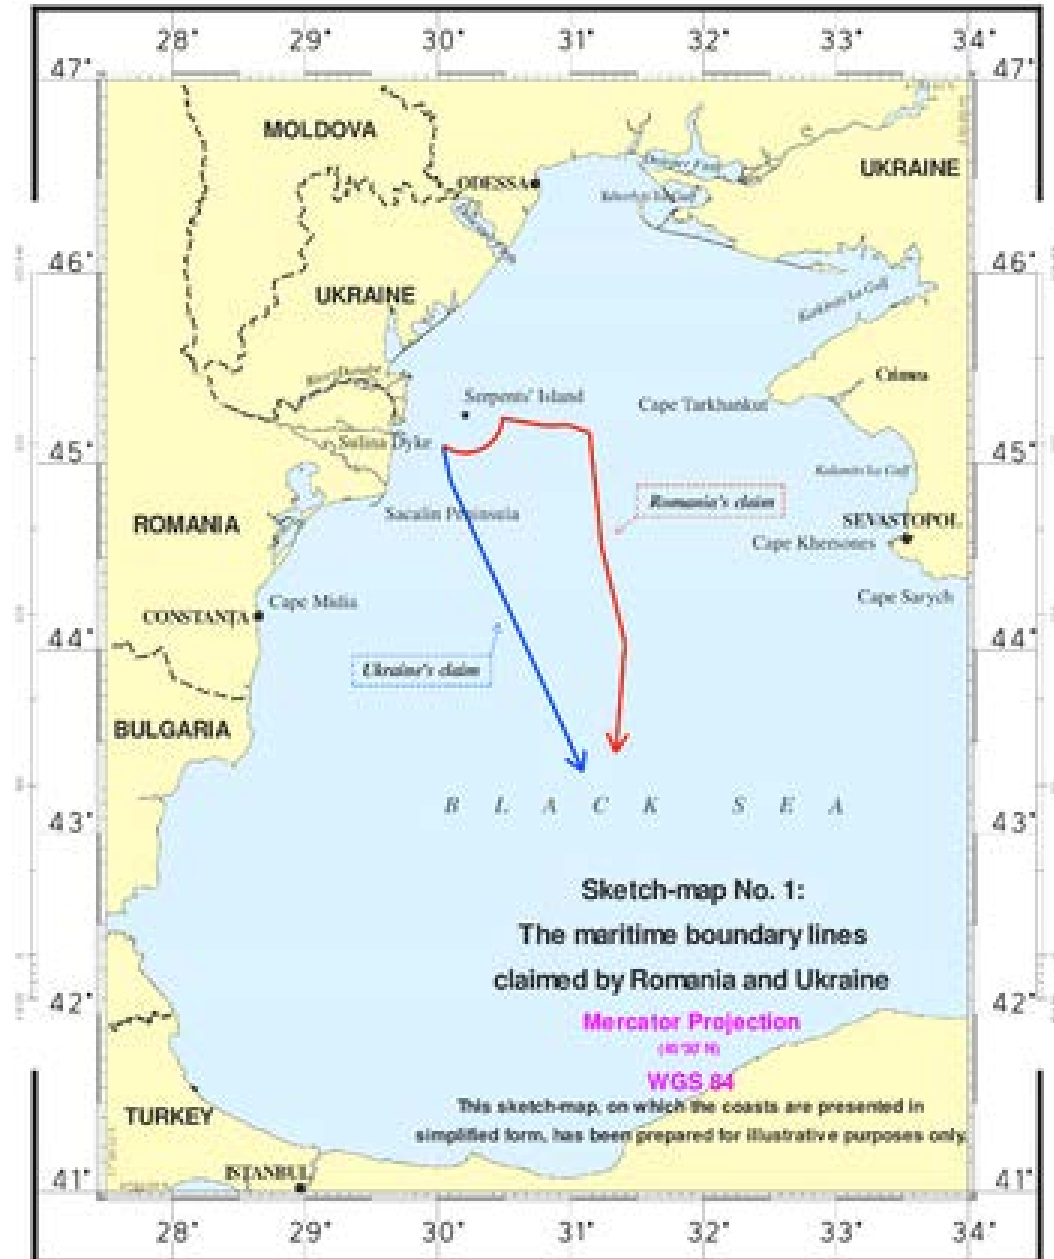 28° 29° 30° 31° 32° 33° 34°
47° 47°
MOLDOVA
UKRAINE
ODESSA
46° 46°
UKRAINE
Serpents' Island
Crimea
Cape Tarkhankut
Sulina Dyke
45° 45°
Romania's claim
Sacalin Peninsula
ROMANIA
SEVASTOPOL
Cape Khersones
Cape Sarych
Cape Midia
CONSTANȚA
44° 44°
Ukraine's claim
BULGARIA
BLACK SEA
43° 43°
Sketch-map No. 1:
The maritime boundary lines
claimed by Romania and Ukraine
42° 42°
Mercator Projection
WGS 84
This sketch-map, on which the coasts are presented in
simplified form, has been prepared for illustrative purposes only.
TURKEY
ISTANBUL
41° 41°
28° 29° 30° 31° 32° 33° 34°